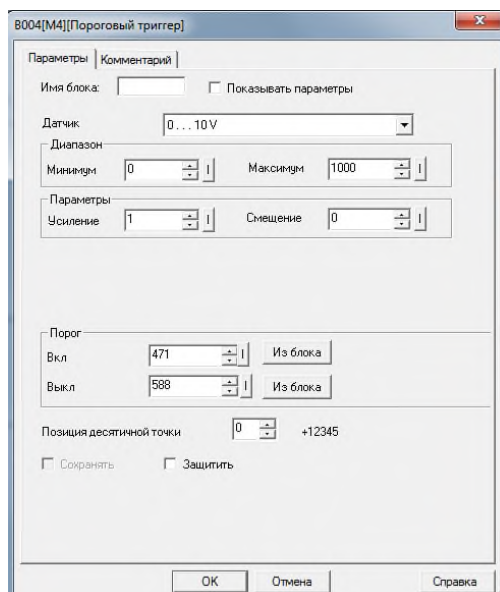 B004[M4][Пороговый триггер]
Параметры Комментарий
Имя блока: Показывать параметры
Датчик 0...10V
Диапазон
Минимум 0 Максимум 1000
Параметры
Усиление 1 Смещение 0
Порог
Вкл 471 Из блока
Выкл 588 Из блока
Позиция десятичной точки 0 +12345
Сохранять Защитить
OK Отмена Справка